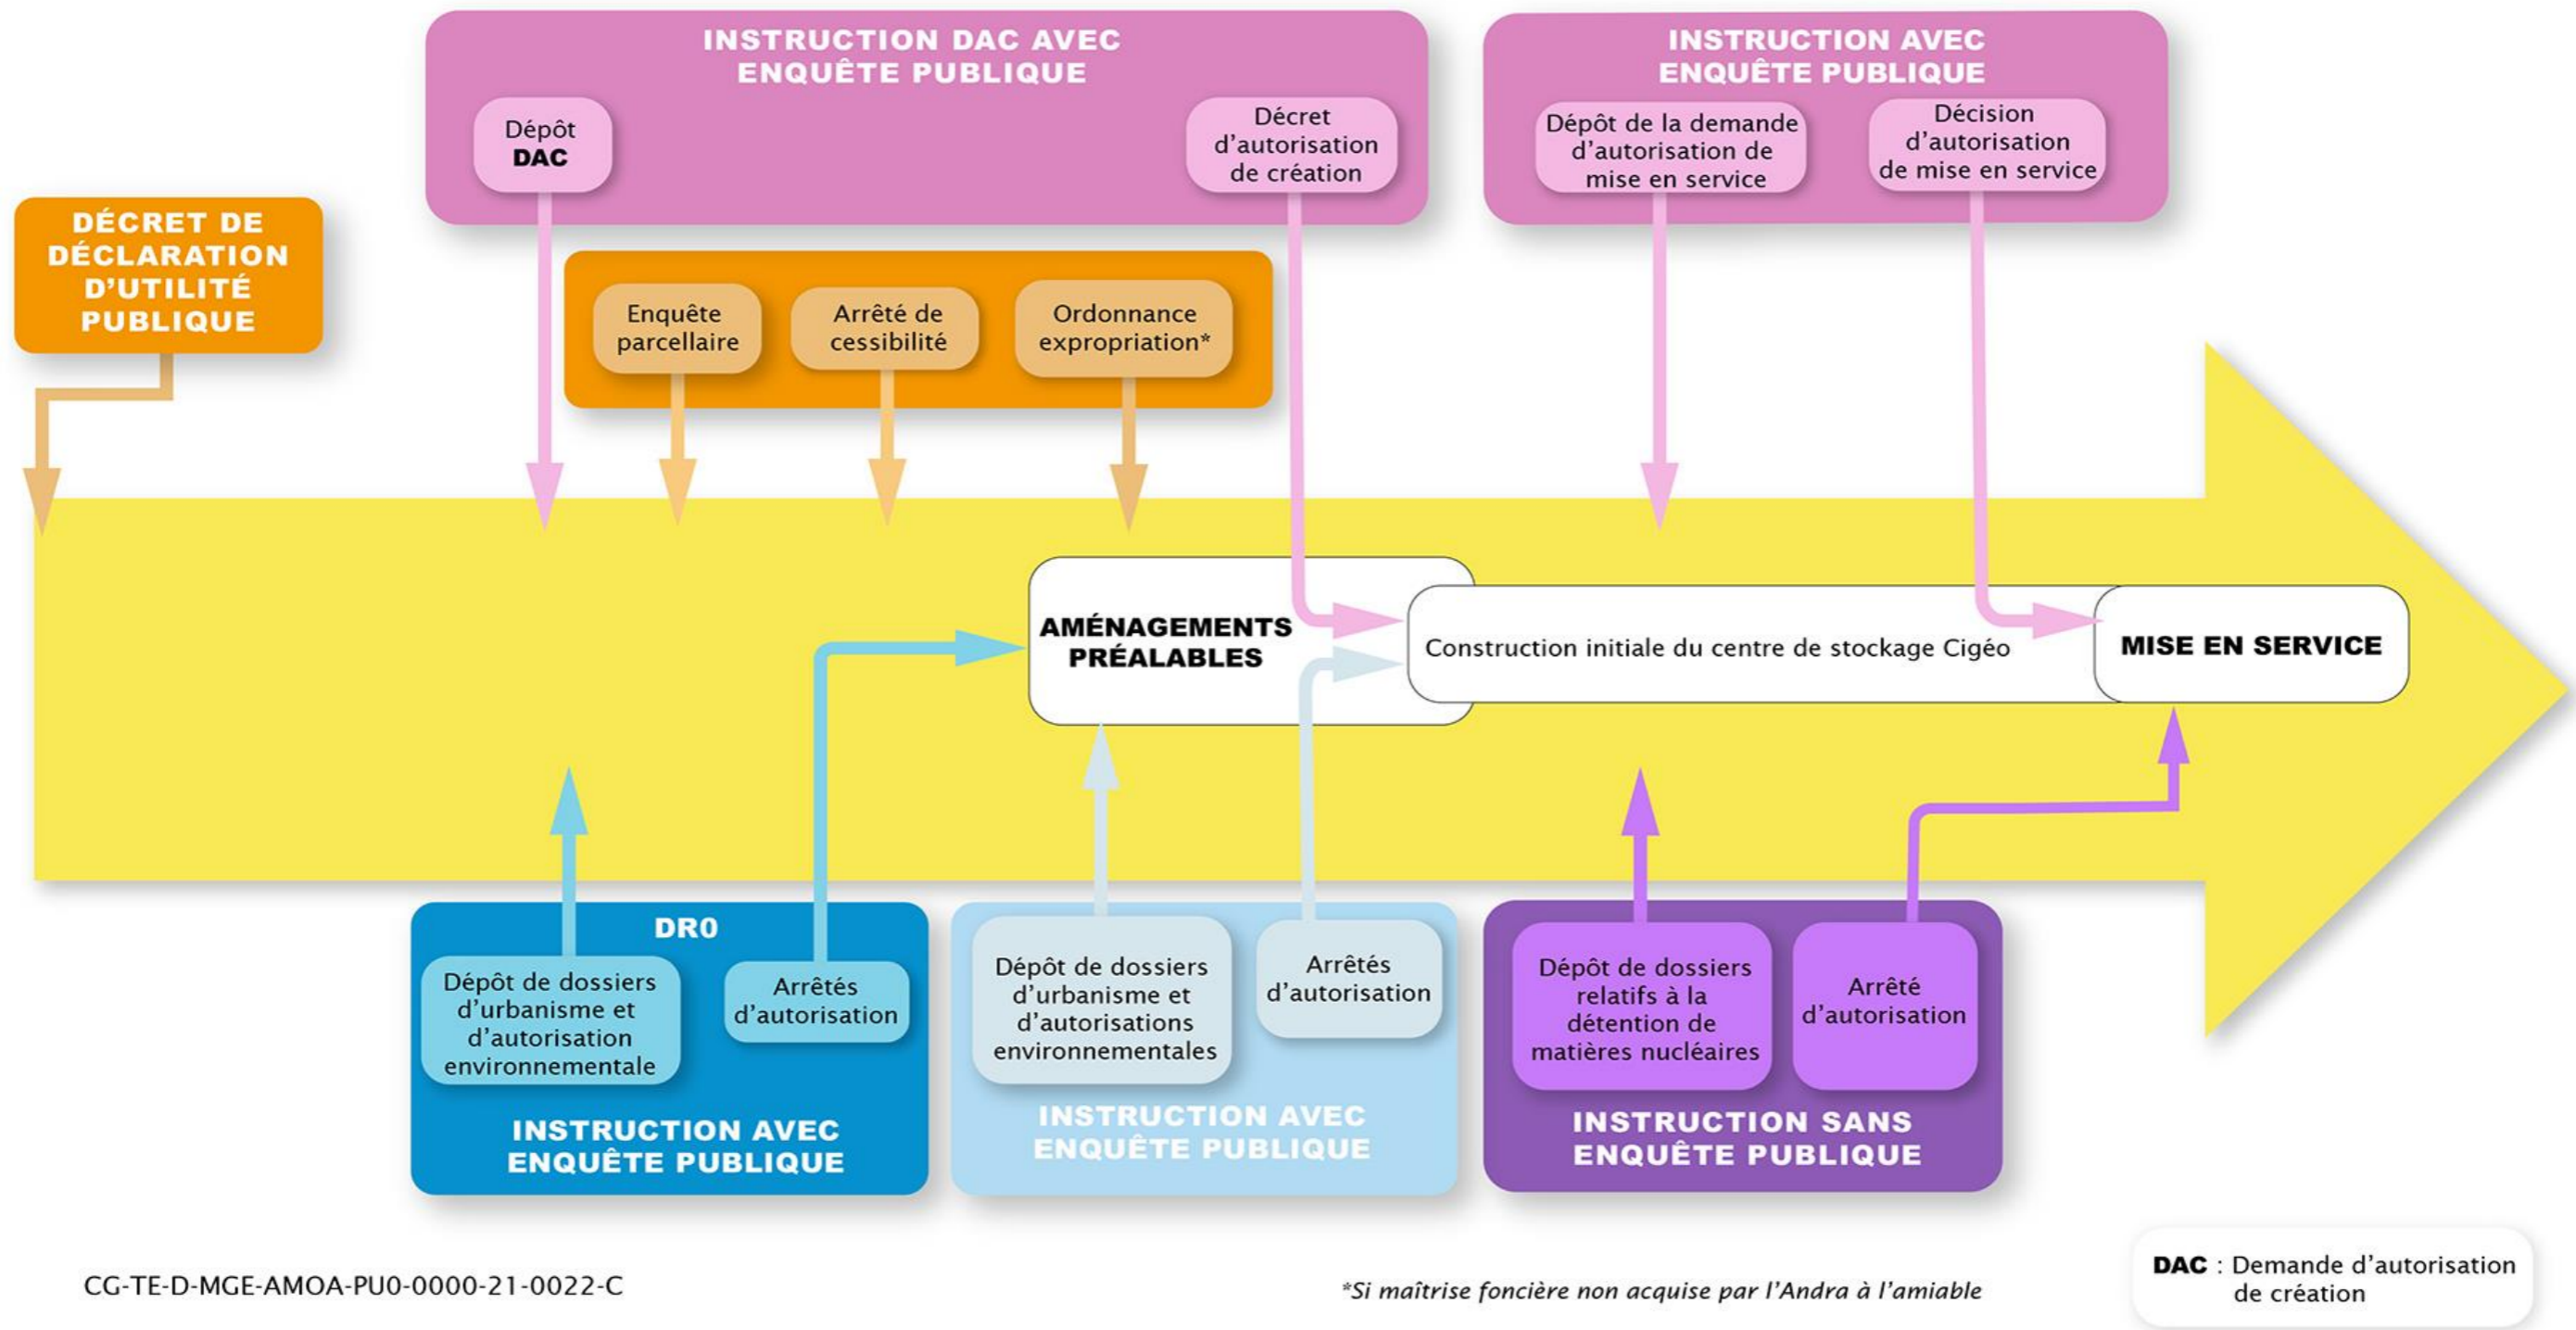 INSTRUCTION DAC AVEC
ENQUÊTE PUBLIQUE
Dépôt
DAC
Décret
d'autorisation
de création
INSTRUCTION AVEC
ENQUÊTE PUBLIQUE
Dépôt de la demande
d'autorisation de
mise en service
Décision
d'autorisation
de mise en service
DÉCRET DE
DÉCLARATION
D'UTILITÉ
PUBLIQUE
Enquête
parcellaire
Arrêté de
cessibilité
Ordonnance
expropriation*
AMÉNAGEMENTS
PRÉALABLES
Construction initiale du centre de stockage Cigéo
MISE EN SERVICE
DR0
Dépôt de dossiers
d'urbanisme et
d'autorisation
environnementale
Arrêtés
d'autorisation
INSTRUCTION AVEC
ENQUÊTE PUBLIQUE
Dépôt de dossiers
d'urbanisme et
d'autorisations
environnementales
Arrêtés
d'autorisation
INSTRUCTION AVEC
ENQUÊTE PUBLIQUE
Dépôt de dossiers
relatifs à la
détention de
matières nucléaires
Arrêté
d'autorisation
INSTRUCTION SANS
ENQUÊTE PUBLIQUE
CG-TE-D-MGE-AMOA-PU0-0000-21-0022-C
*Si maîtrise foncière non acquise par l'Andra à l'amiable
DAC : Demande d'autorisation
de création